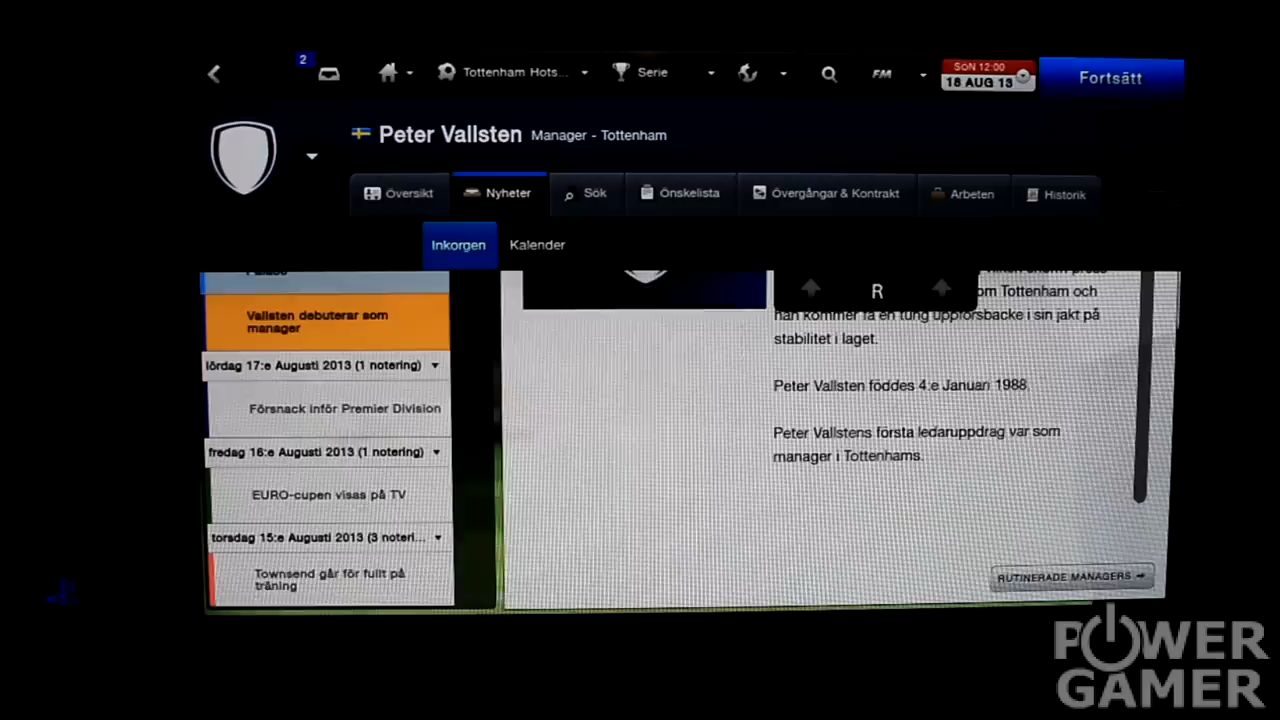 2
Tottenham Hots...
Serie
FM
SÖN 12:00
18 AUG 13
Fortsätt
Peter Vallsten Manager - Tottenham
Översikt
Nyheter
Sök
Önskelista
Övergångar & Kontrakt
Arbeten
Historik
Inkorgen
Kalender
Vallsten debuterar som
manager
lördag 17:e Augusti 2013 (1 notering)
Försnack inför Premier Division
fredag 16:e Augusti 2013 (1 notering)
EURO-cupen visas på TV
torsdag 15:e Augusti 2013 (3 noteri...
Townsend går för fullt på
träning
R
om Tottenham och
han kommer få en tung uppförsbacke i sin jakt på
stabilitet i laget.
Peter Vallsten föddes 4:e Januari 1988.
Peter Vallstens första ledaruppdrag var som
manager i Tottenhams.
RUTINERADE MANAGERS
POWER
GAMER